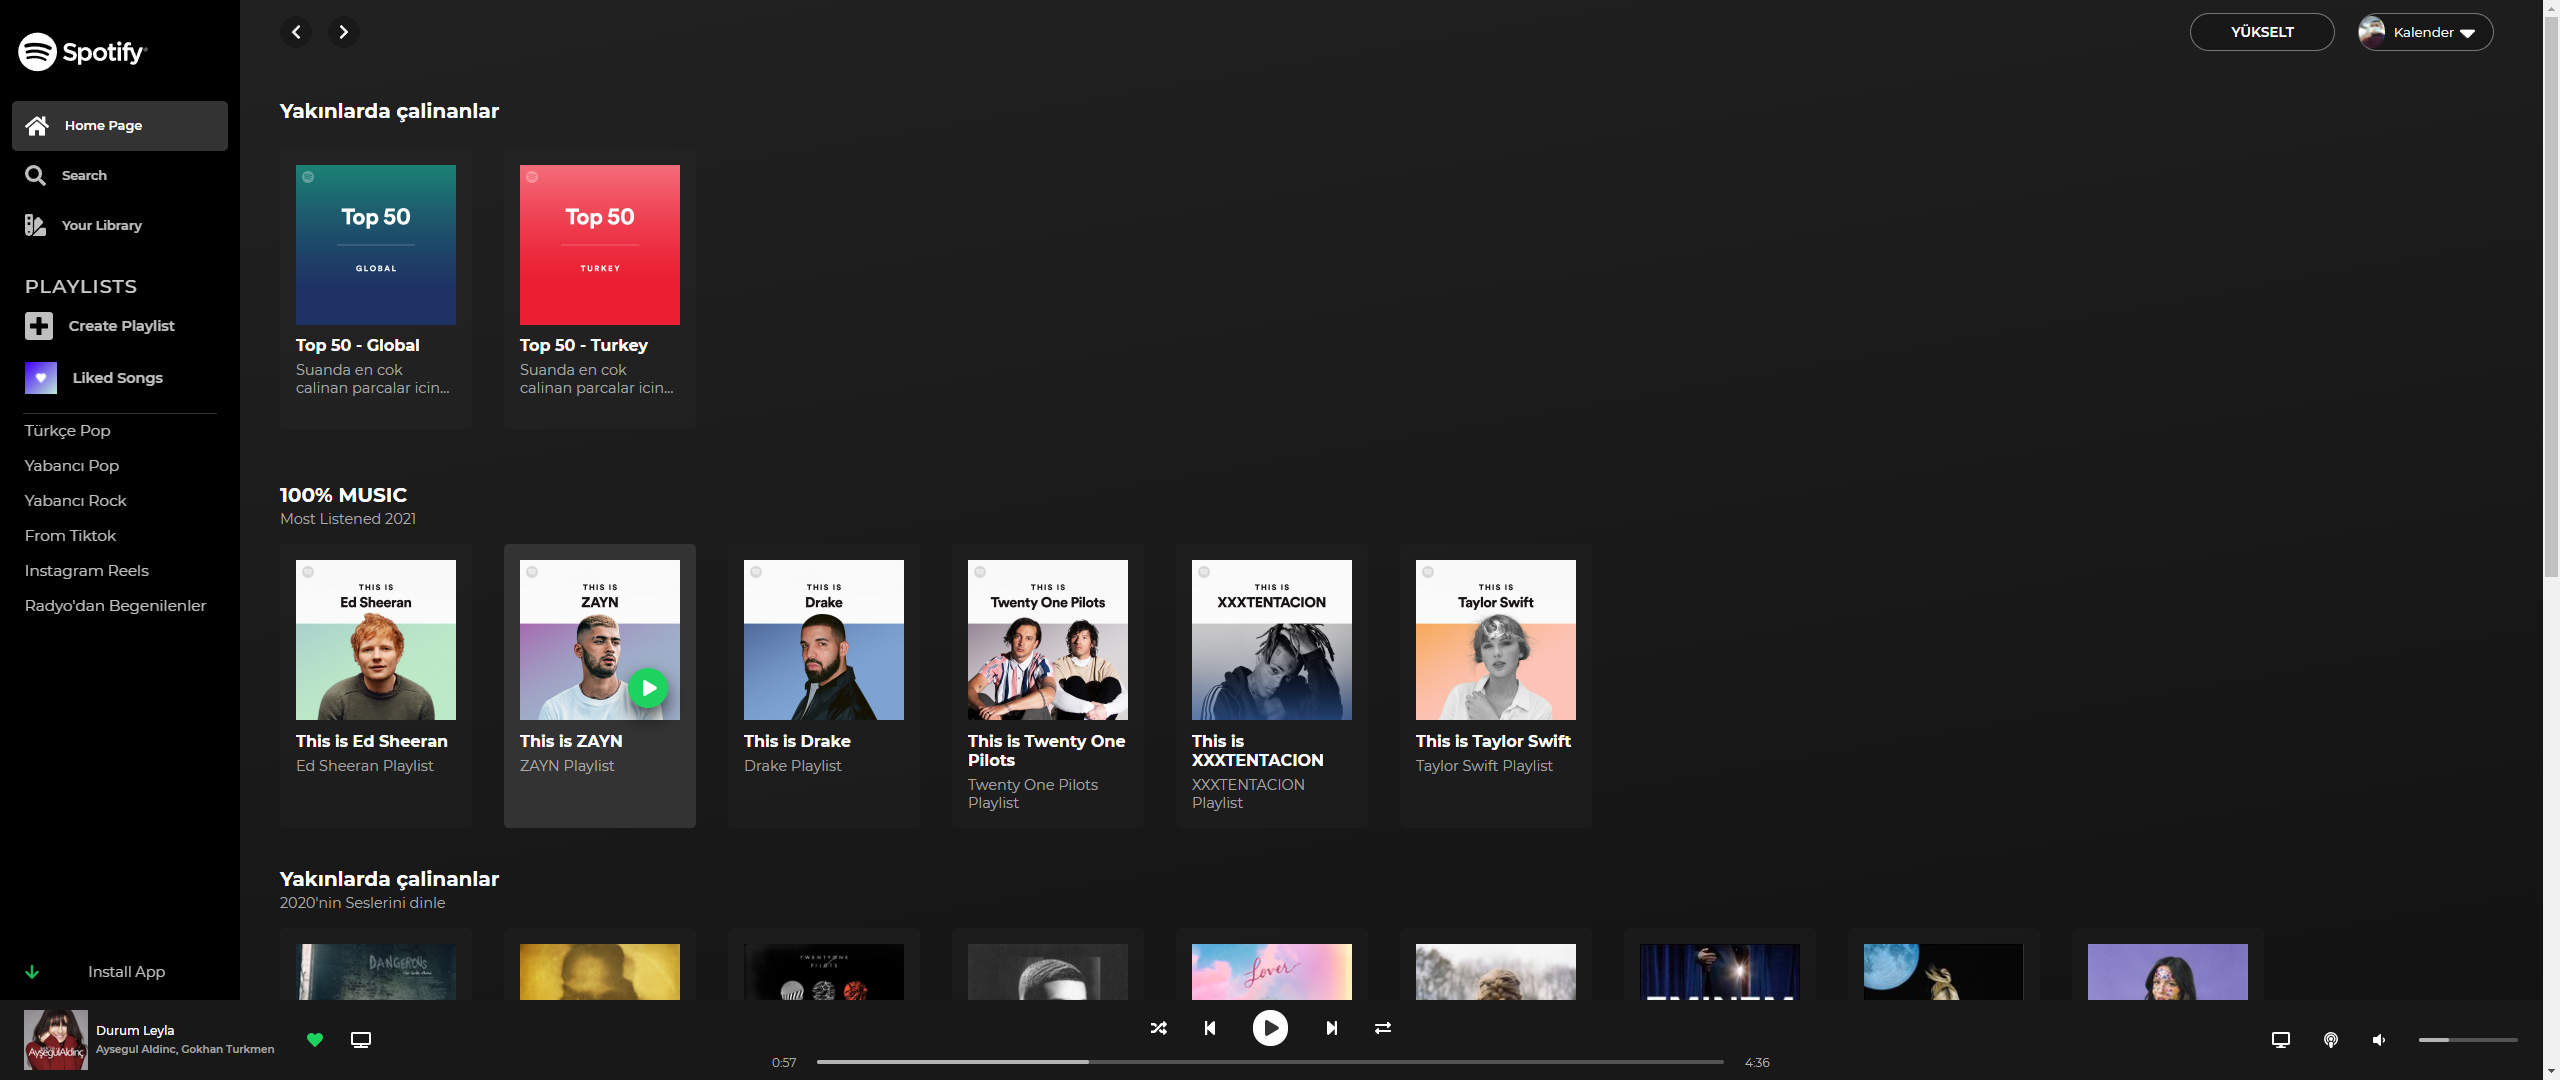 Spotify
Home Page
Search
Your Library
PLAYLISTS
Create Playlist
Liked Songs
Türkçe Pop
Yabancı Pop
Yabancı Rock
From Tiktok
Instagram Reels
Radyo'dan Begenilenler
Install App
YÜKSELT
Kalender
Yakınlarda çalinanlar
Top 50
GLOBAL
Top 50 - Global
Suanda en cok
calinan parcalar icin...
Top 50
TURKEY
Top 50 - Turkey
Suanda en cok
calinan parcalar icin...
100% MUSIC
Most Listened 2021
THIS IS
Ed Sheeran
This is Ed Sheeran
Ed Sheeran Playlist
THIS IS
ZAYN
This is ZAYN
ZAYN Playlist
THIS IS
Drake
This is Drake
Drake Playlist
THIS IS
Twenty One Pilots
This is Twenty One
Pilots
Twenty One Pilots
Playlist
THIS IS
XXXTENTACION
This is
XXXTENTACION
XXXTENTACION
Playlist
THIS IS
Taylor Swift
This is Taylor Swift
Taylor Swift Playlist
Yakınlarda çalinanlar
2020'nin Seslerini dinle
DANGEROUS
TWENTY ONE
PILOTS
Lover
EMINEM
AyşegülAldinç
Durum Leyla
Aysegul Aldinc, Gokhan Turkmen
0:57
4:36